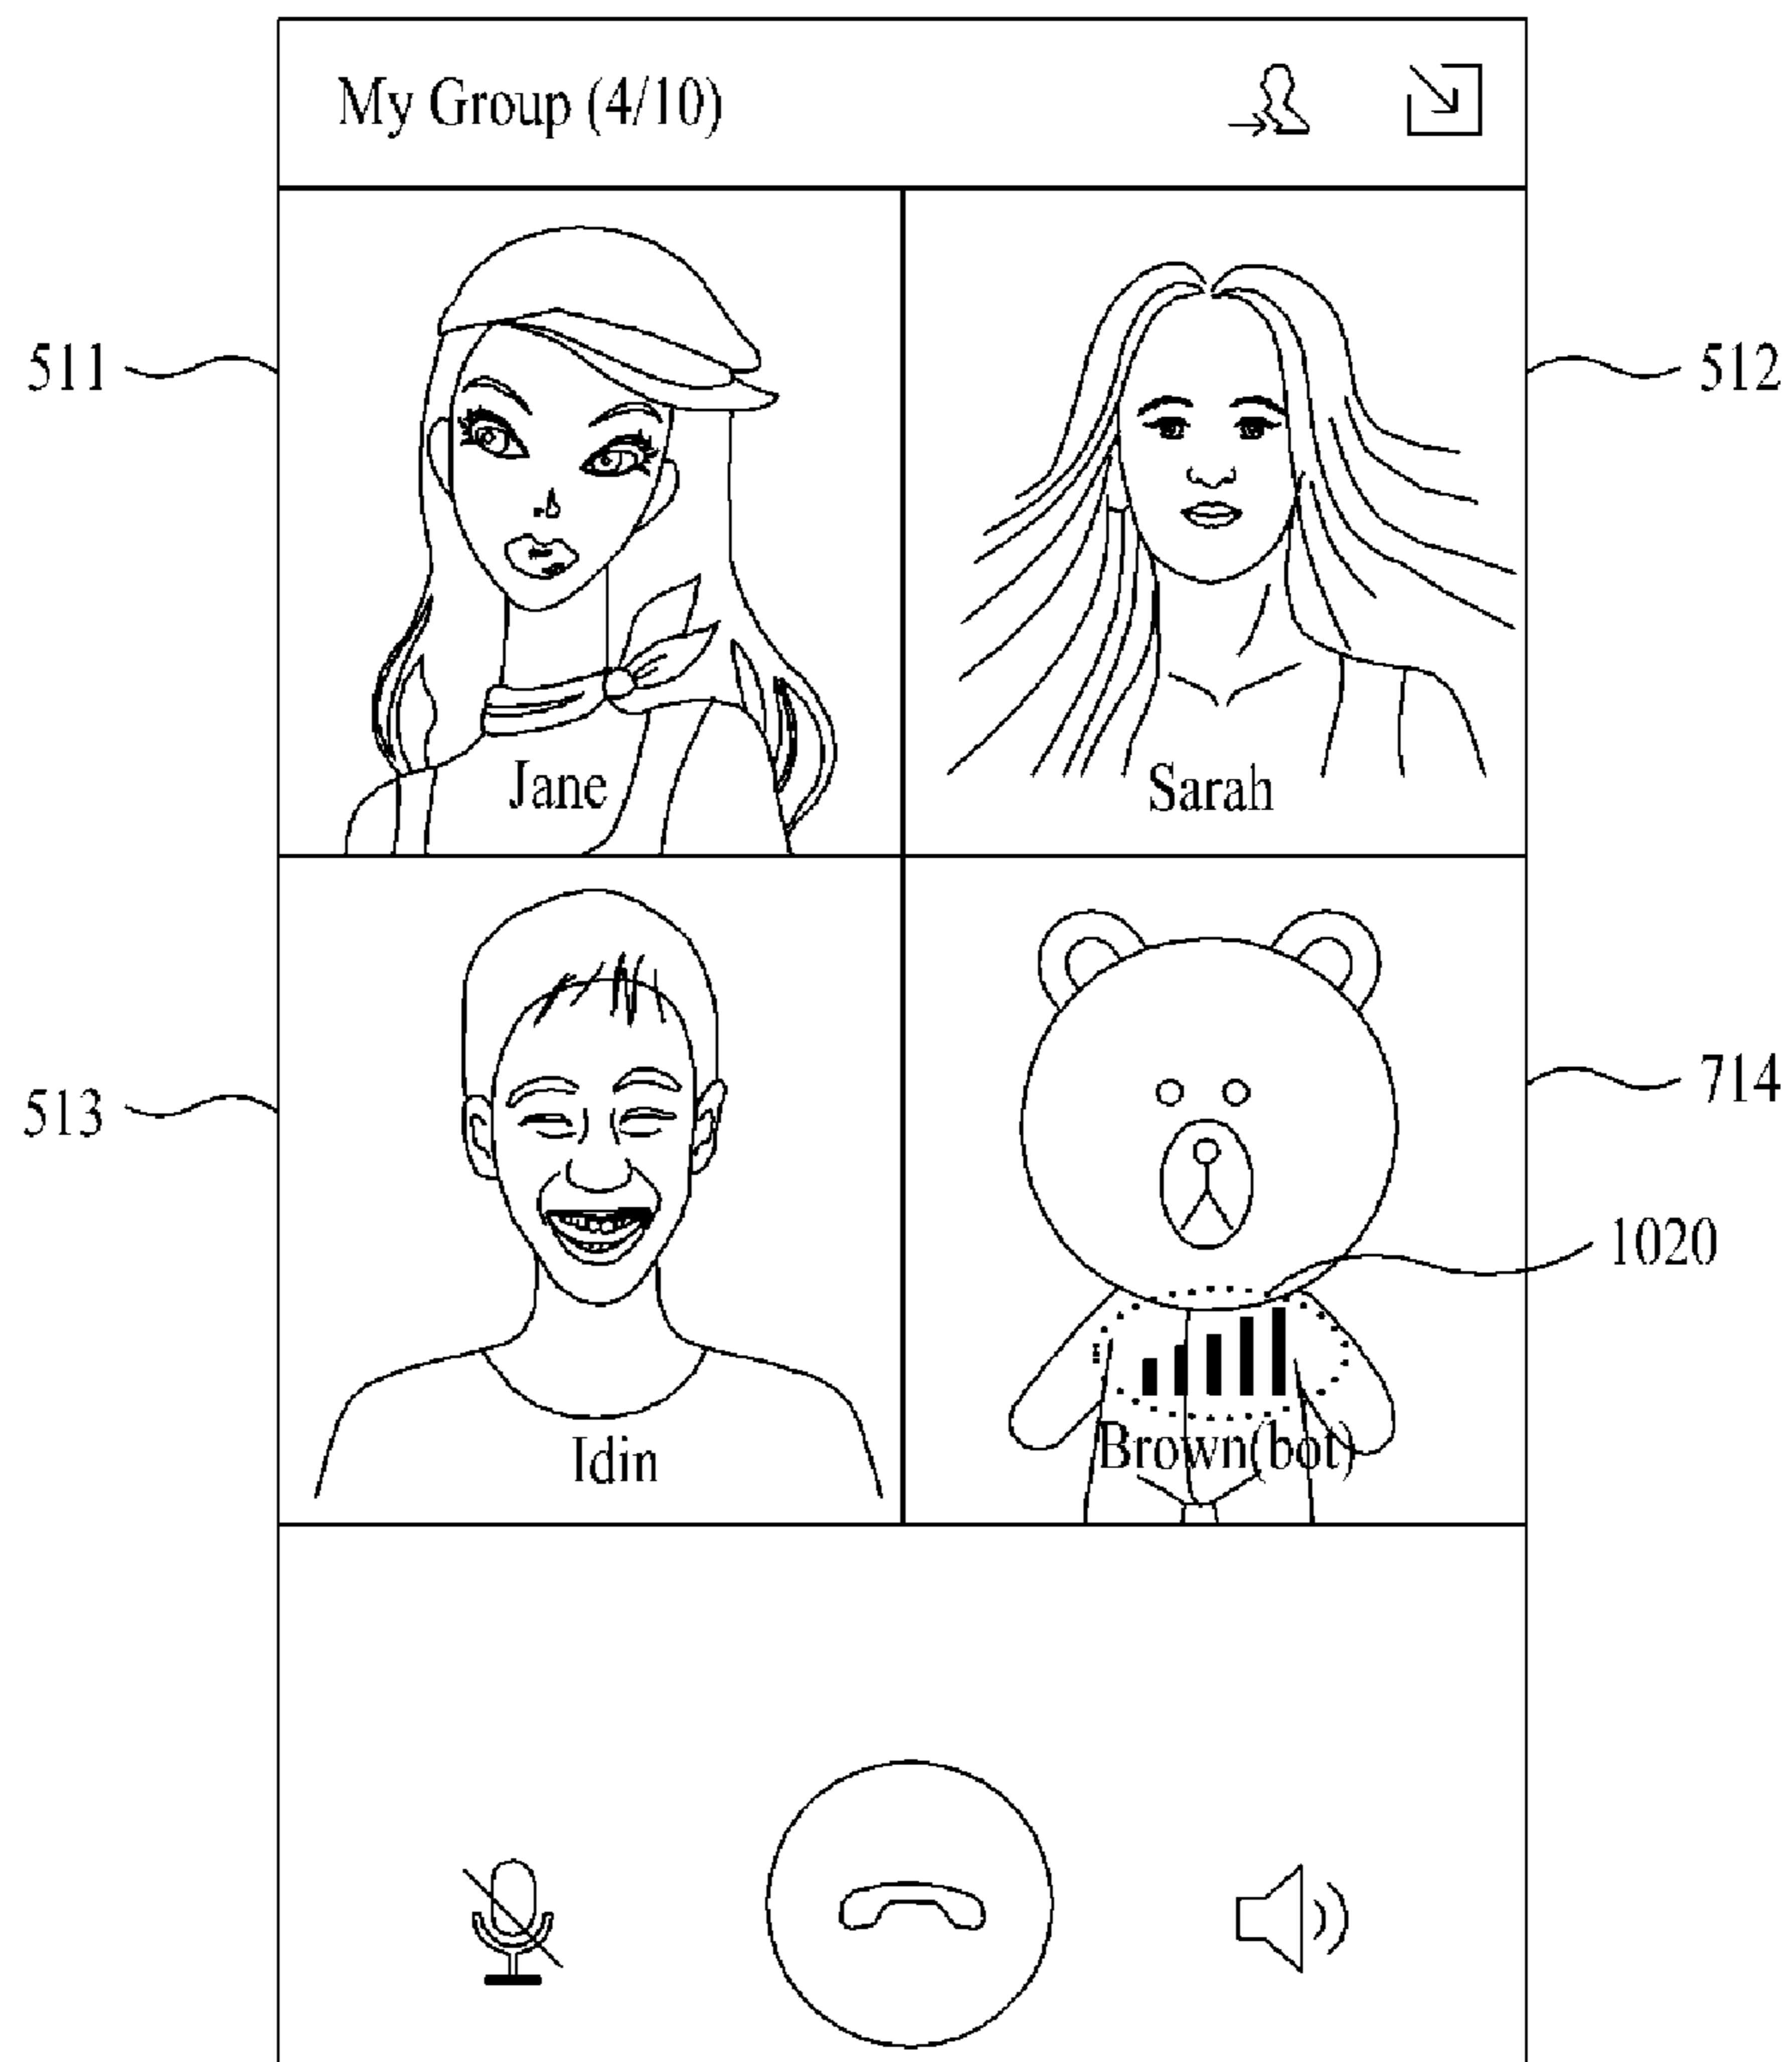 My Group (4/10)
511
512
Jane
Sarah
513
714
1020
Idin
Brown(bot)